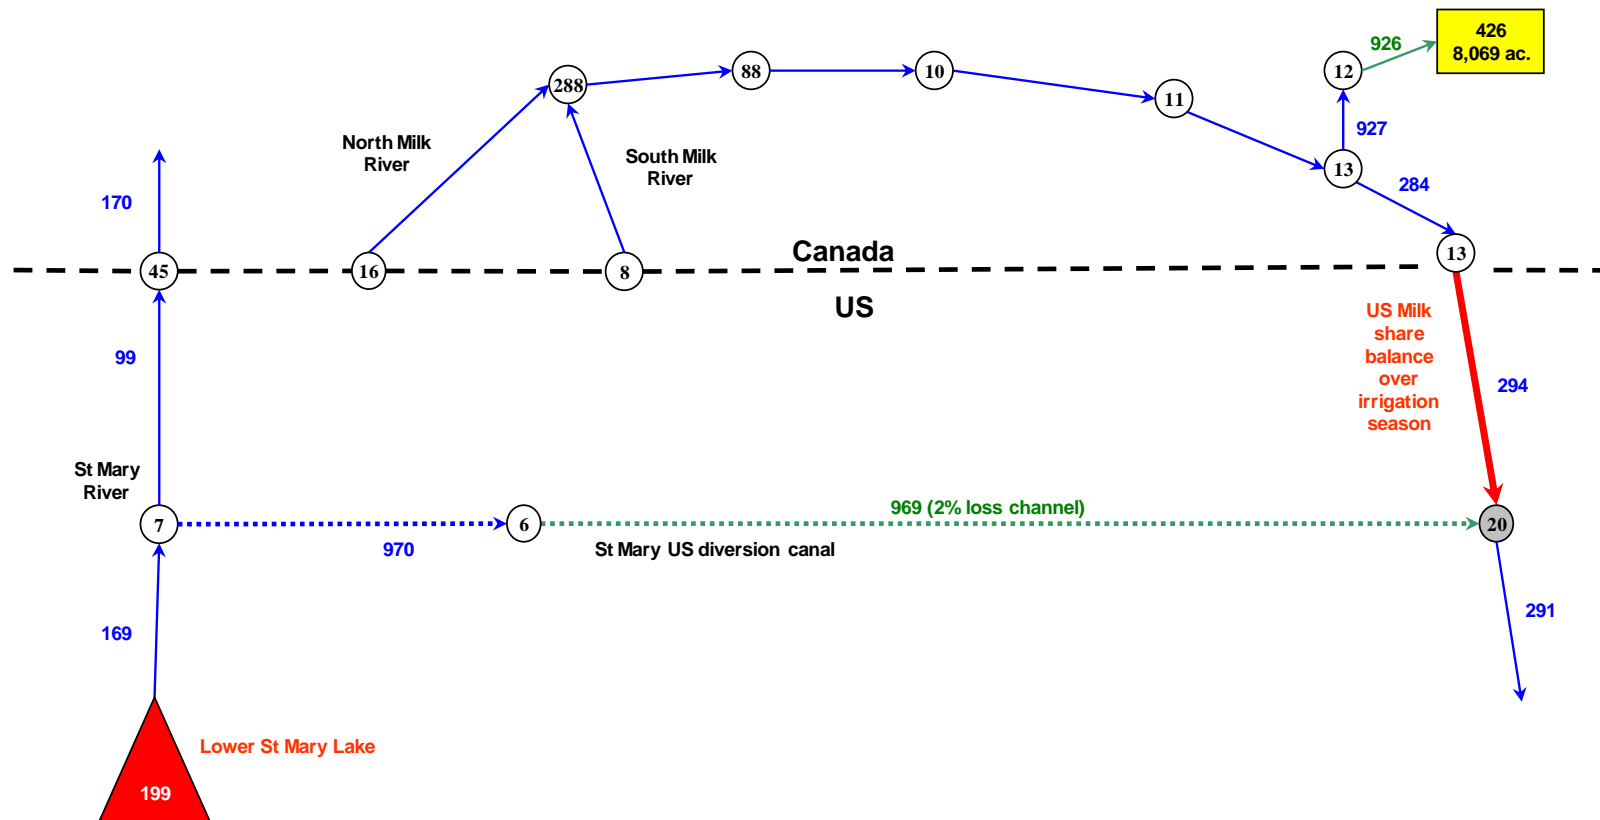 426
8,069 ac.
926
12
88
10
288
11
927
13
284
North Milk
River
South Milk
River
170
Canada
45
16
8
13
US
US Milk
share
balance
over
irrigation
season
99
294
St Mary
River
7
6
969 (2% loss channel)
20
970
St Mary US diversion canal
169
291
Lower St Mary Lake
199